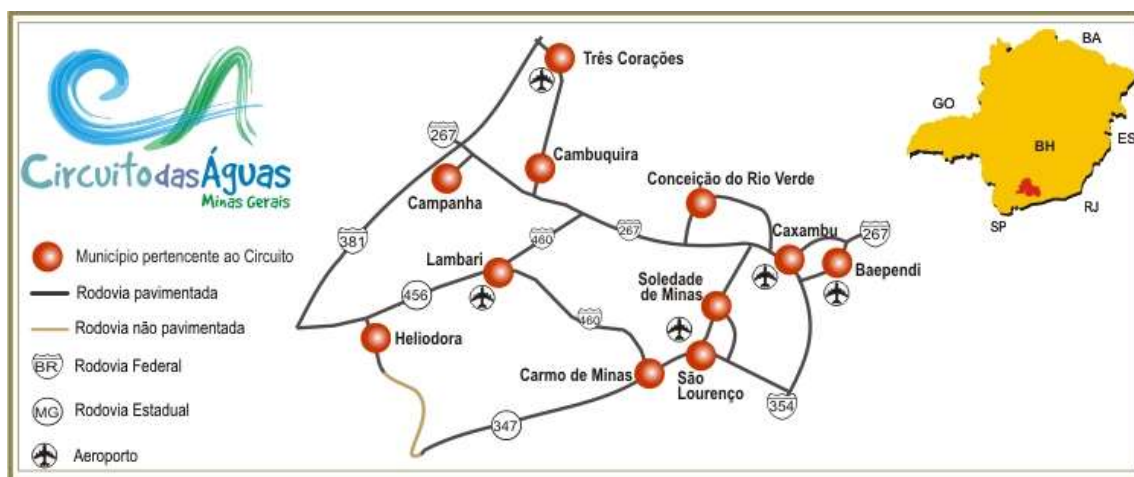 Circuito das Águas
Minas Gerais
Município pertencente ao Circuito
Rodovia pavimentada
Rodovia não pavimentada
BR Rodovia Federal
MG Rodovia Estadual
Aeroporto
Três Corações
267
Cambuquira
Campanha
Conceição do Rio Verde
381
460
267
Caxambu
267
Lambari
Baependi
456
Soledade
de Minas
460
Heliodora
Carmo de Minas
São
Lourenço
354
347
BA
GO
ES
BH
RJ
SP